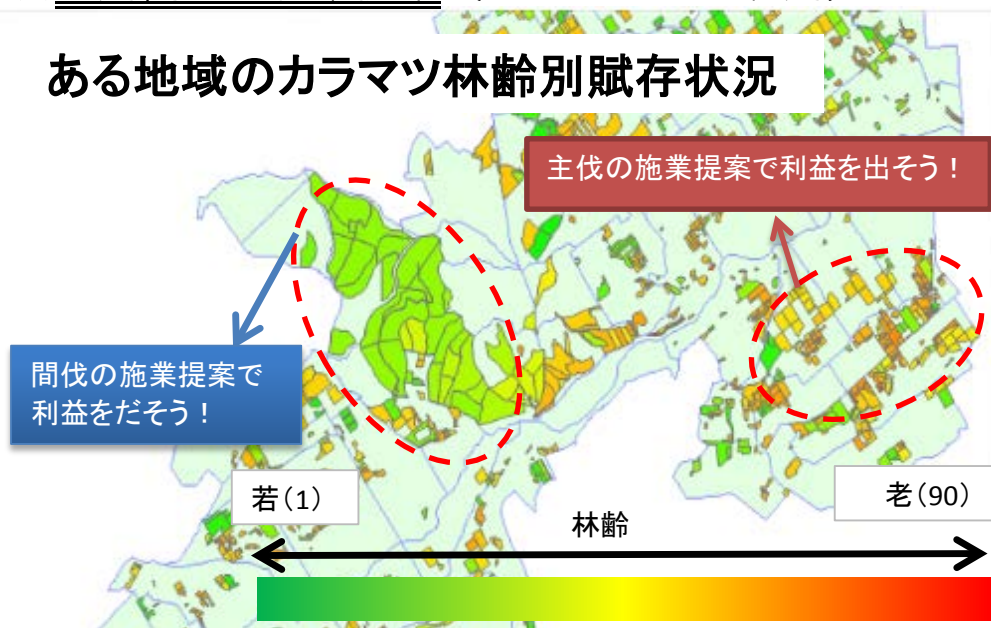 ある地域のカラマツ林齢別賦存状況
主伐の施業提案で利益を出そう！
間伐の施業提案で
利益をだそう！
若（1）
老（90）
林齢